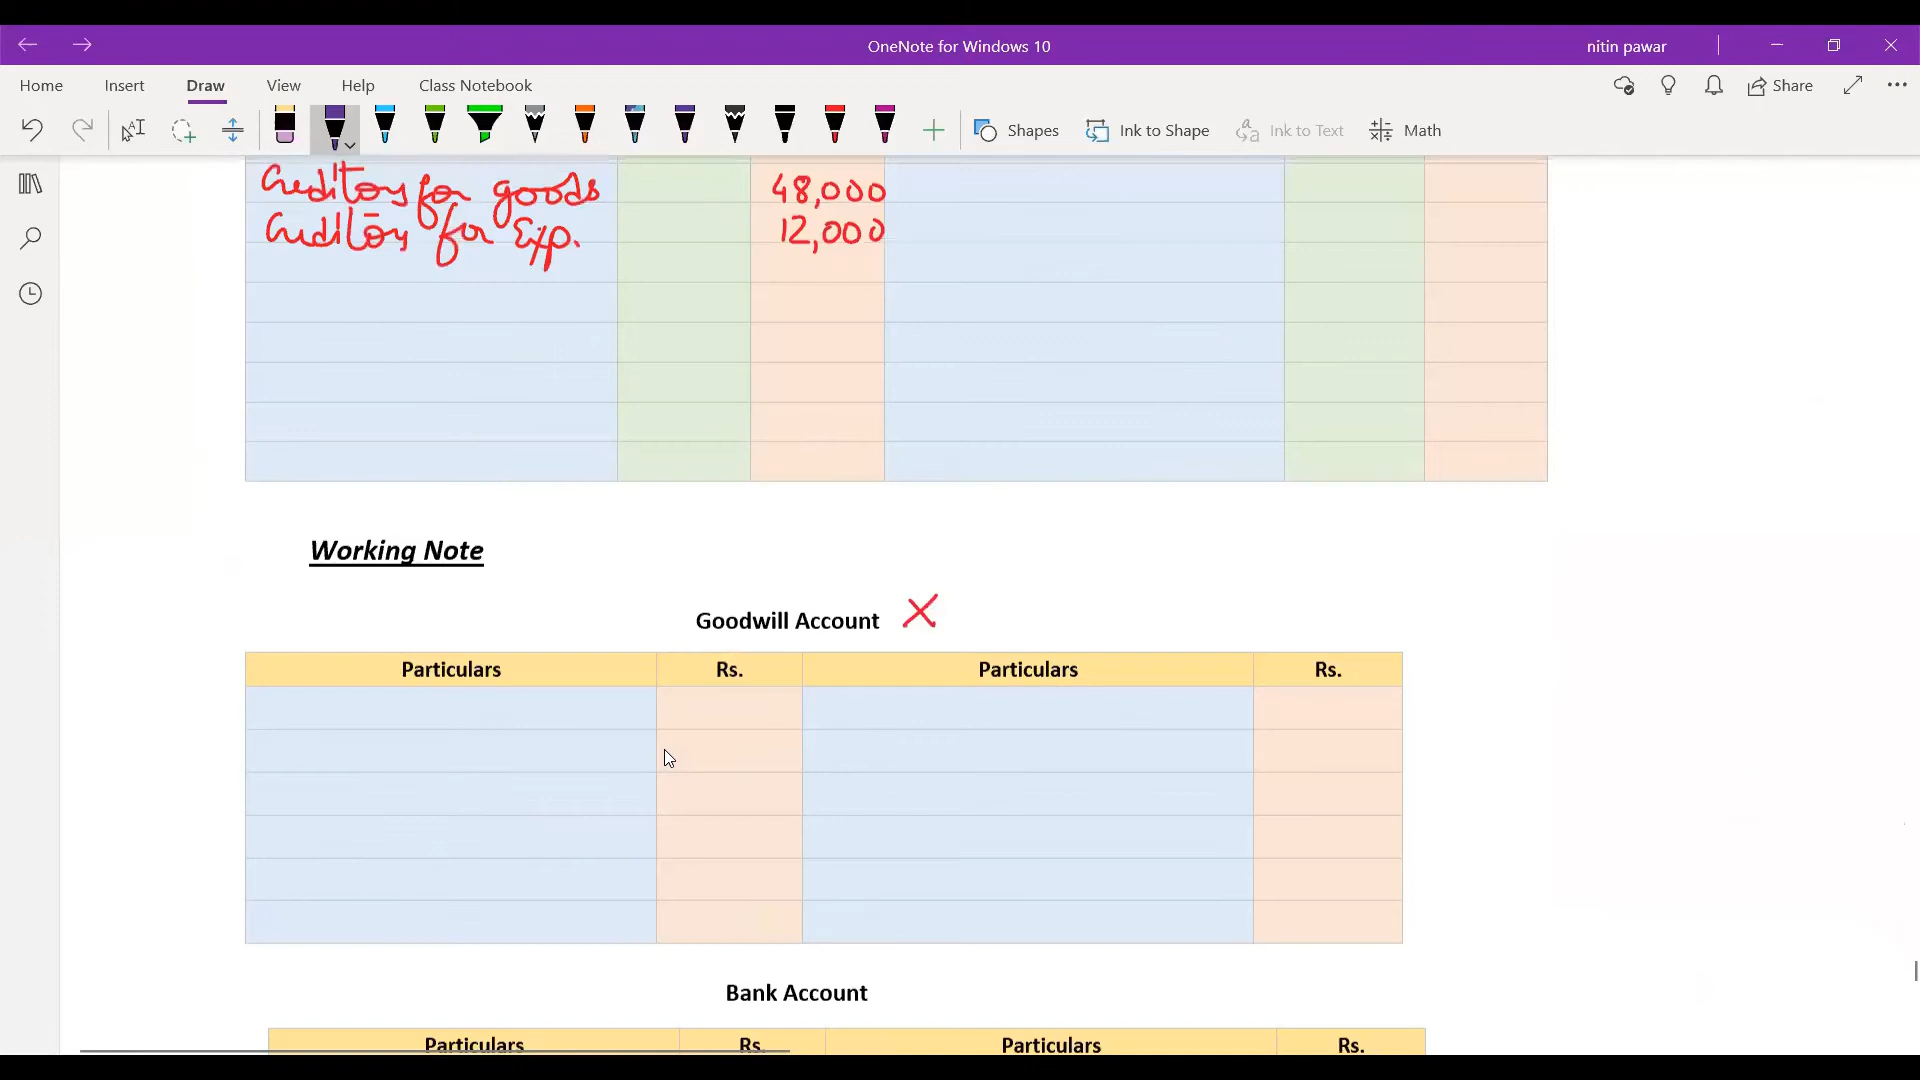 OneNote for Windows 10
nitin pawar
Home Insert Draw View Help Class Notebook
Share
Shapes Ink to Shape Ink to Text Math
Creditors for goods 48,000
Creditors for Exp. 12,000
Working Note
Goodwill Account X
Particulars Rs. Particulars Rs.
Bank Account
Particulars Rs. Particulars Rs.